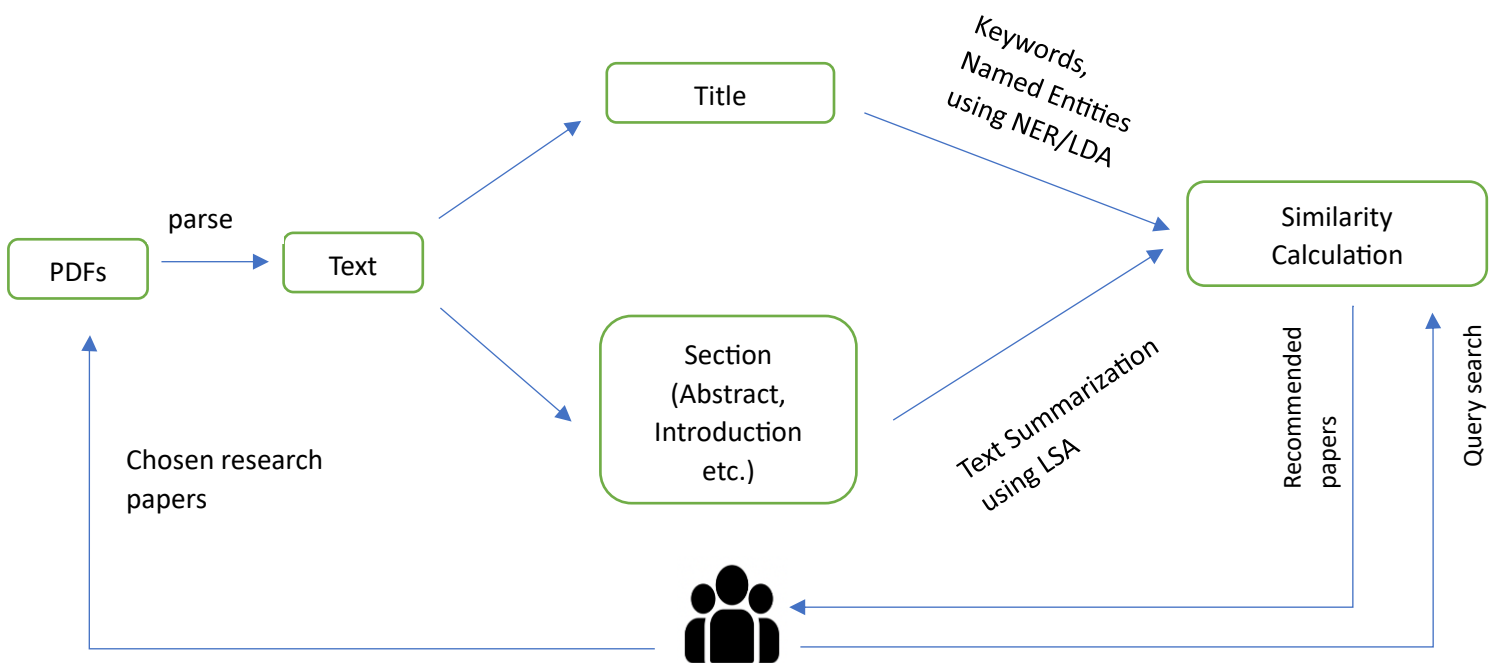 Title
Keywords,
Named Entities
using NER/LDA
Similarity
Calculation
parse
PDFs
Text
Section
(Abstract,
Introduction
etc.)
Text Summarization
using LSA
Recommended
papers
Query search
Chosen research
papers